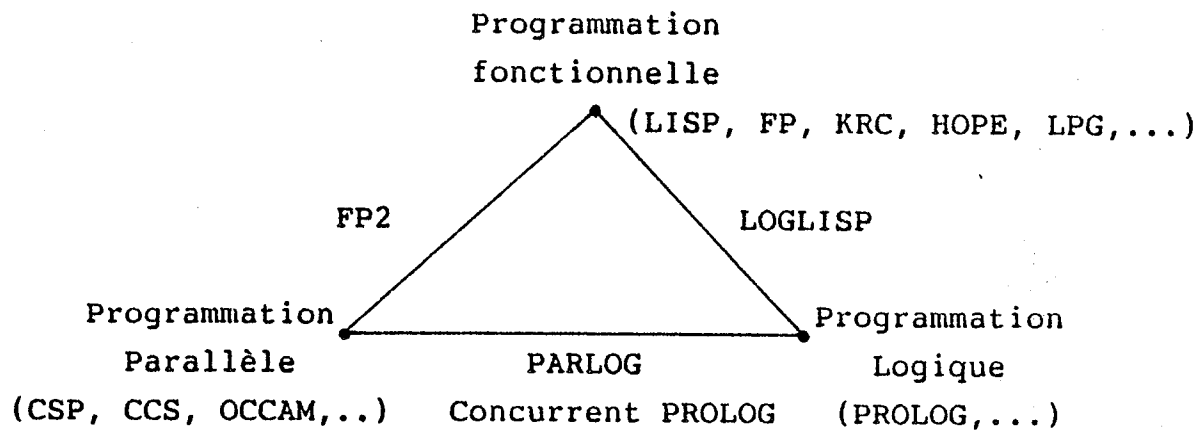 Programmation
fonctionnelle
(LISP, FP, KRC, HOPE, LPG,...)
FP2
LOGLISP
Programmation
Parallèle
(CSP, CCS, OCCAM,..)
PARLOG
Concurrent PROLOG
Programmation
Logique
(PROLOG,...)